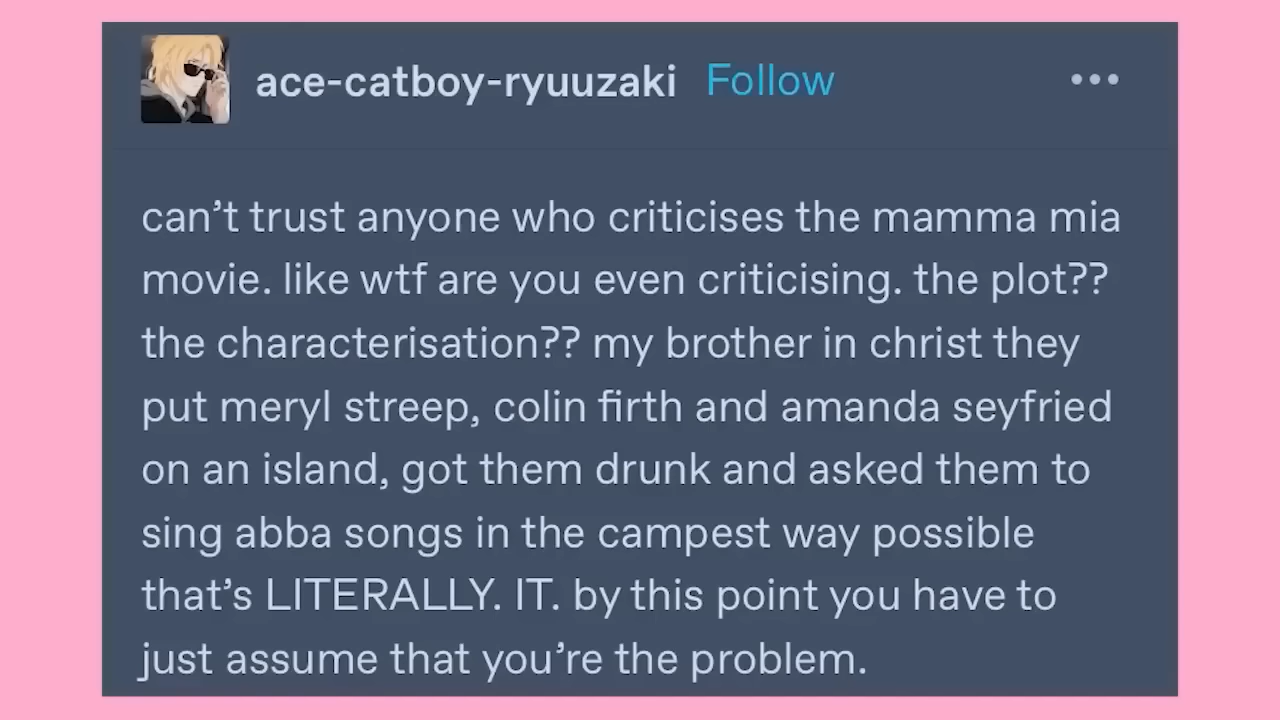 ace-catboy-ryuuzaki Follow
can’t trust anyone who criticises the mamma mia
movie. like wtf are you even criticising. the plot??
the characterisation?? my brother in christ they
put meryl streep, colin firth and amanda seyfried
on an island, got them drunk and asked them to
sing abba songs in the campest way possible
that’s LITERALLY. IT. by this point you have to
just assume that you’re the problem.